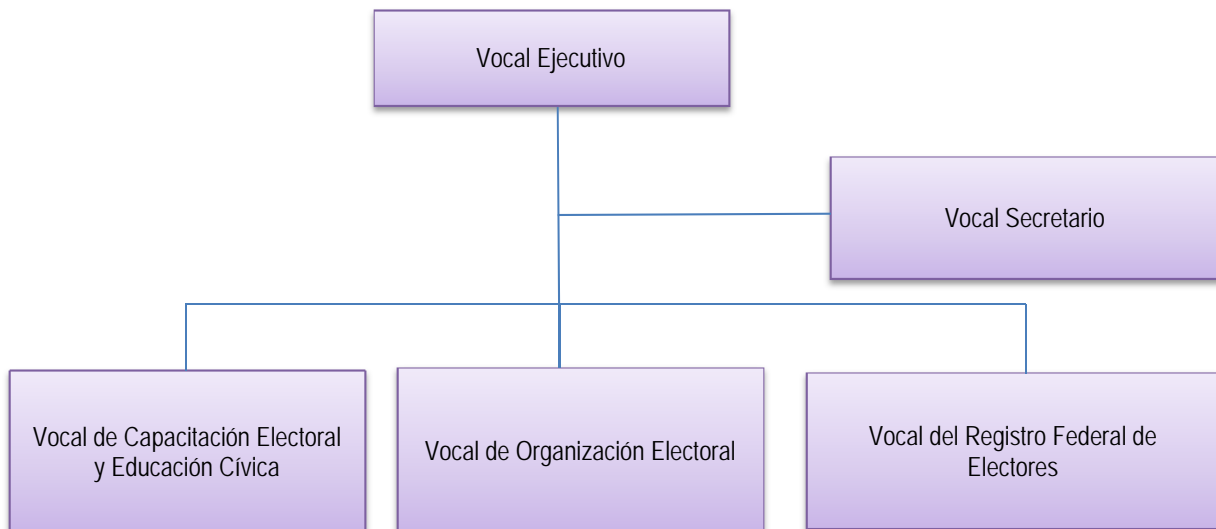 Vocal Ejecutivo
Vocal Secretario
Vocal de Capacitación Electoral
y Educación Cívica
Vocal de Organización Electoral
Vocal del Registro Federal de
Electores